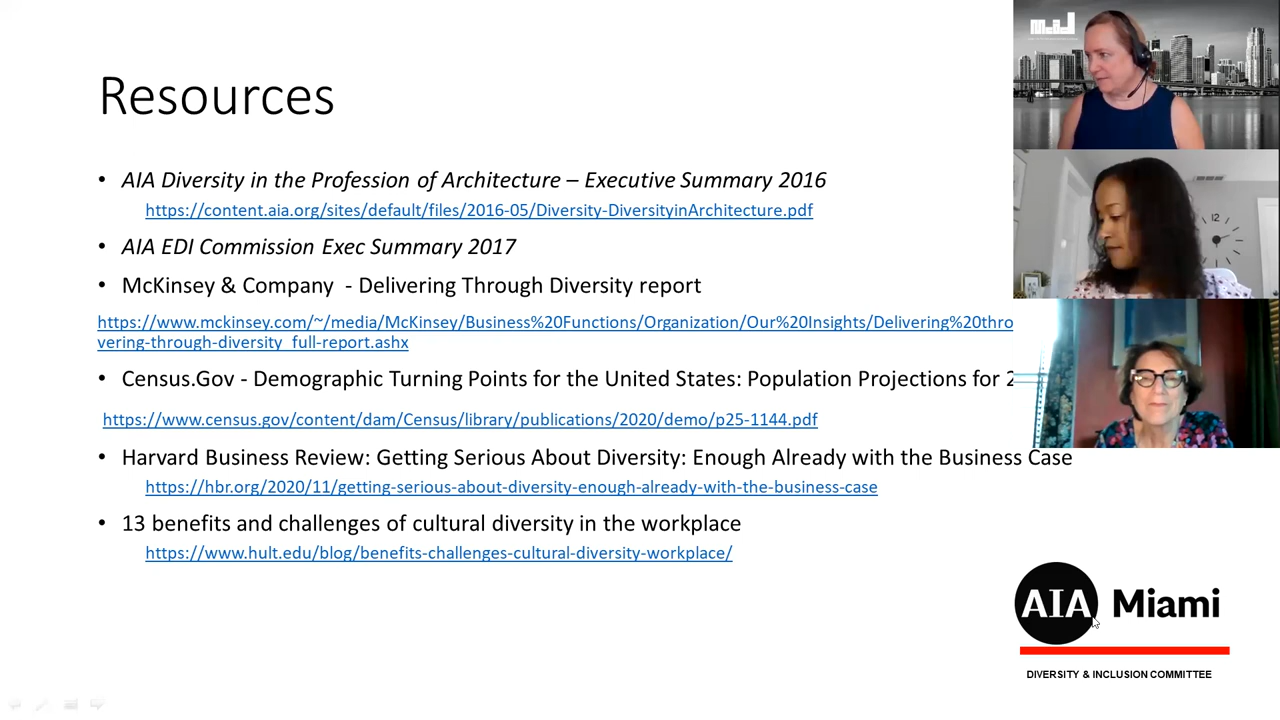 Resources
• AIA Diversity in the Profession of Architecture – Executive Summary 2016
https://content.aia.org/sites/default/files/2016-05/Diversity-DiversityinArchitecture.pdf
• AIA EDI Commission Exec Summary 2017
• McKinsey & Company - Delivering Through Diversity report
https://www.mckinsey.com/~/media/McKinsey/Business%20Functions/Organization/Our%20Insights/Delivering%20thro
vering-through-diversity_full-report.ashx
• Census.Gov - Demographic Turning Points for the United States: Population Projections for 2
https://www.census.gov/content/dam/Census/library/publications/2020/demo/p25-1144.pdf
• Harvard Business Review: Getting Serious About Diversity: Enough Already with the Business Case
https://hbr.org/2020/11/getting-serious-about-diversity-enough-already-with-the-business-case
• 13 benefits and challenges of cultural diversity in the workplace
https://www.hult.edu/blog/benefits-challenges-cultural-diversity-workplace/
AIA Miami
DIVERSITY & INCLUSION COMMITTEE
12